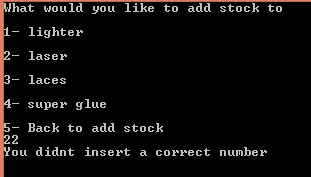 What would you like to add stock to
1- lighter
2- laser
3- laces
4- super glue
5- Back to add stock
22
You didnt insert a correct number